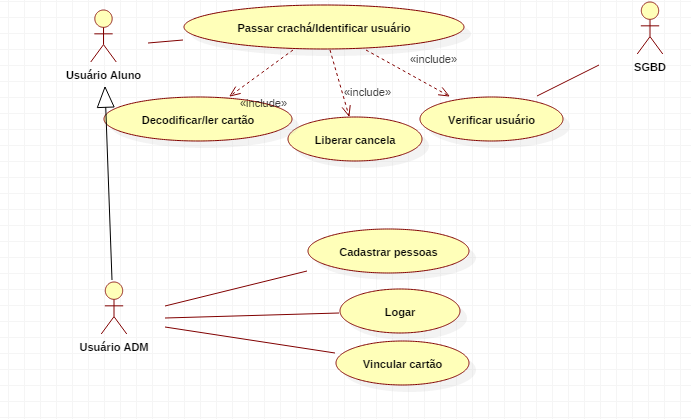 Passar crachá/Identificar usuário
Usuário Aluno
SGBD
«include»
«include»
«include»
Decodificar/ler cartão
Liberar cancela
Verificar usuário
Cadastrar pessoas
Logar
Usuário ADM
Vincular cartão